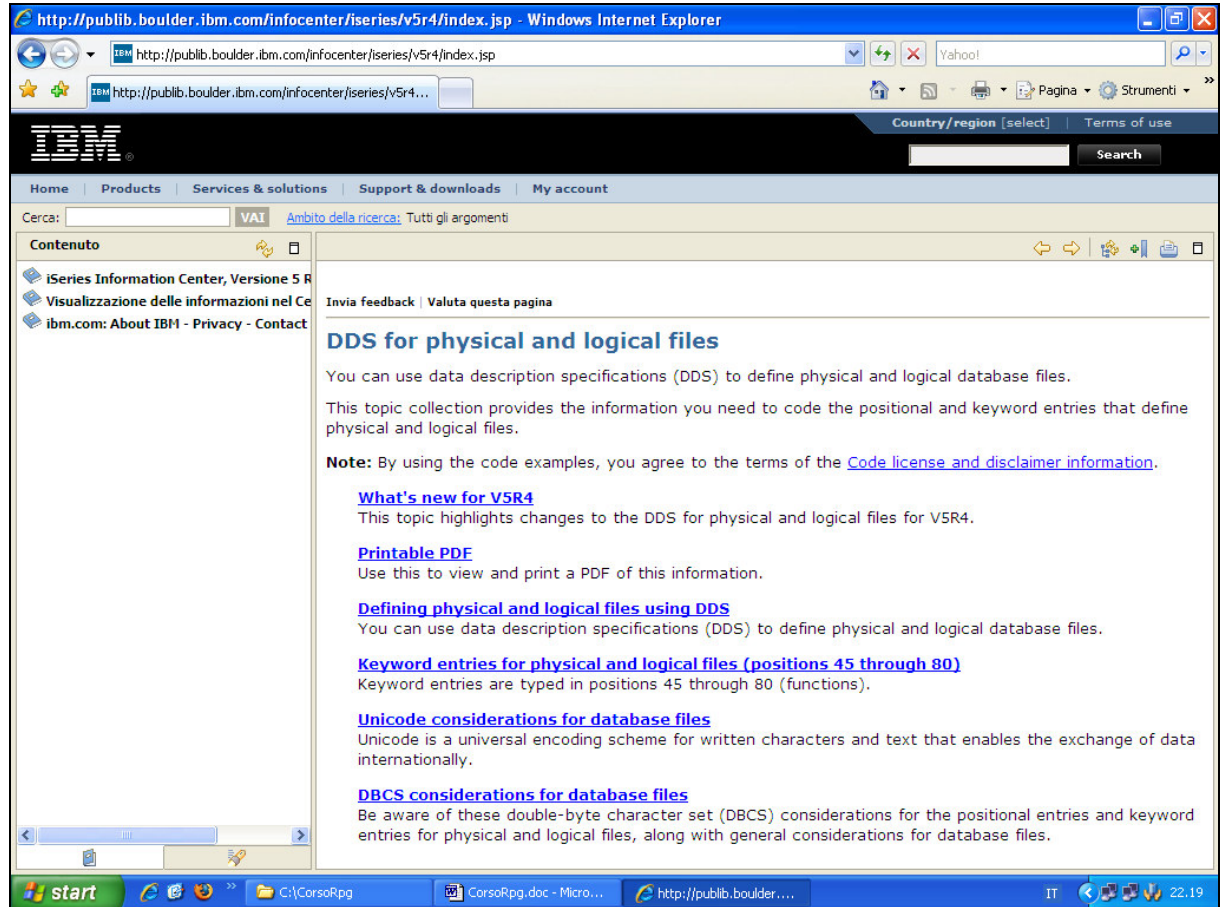 http://publib.boulder.ibm.com/infocenter/iseries/v5r4/index.jsp - Windows Internet Explorer
http://publib.boulder.ibm.com/infocenter/iseries/v5r4/index.jsp
Yahoo!
http://publib.boulder.ibm.com/infocenter/iseries/v5r4...
Pagina
Strumenti
»
IBM®
Country/region [select] | Terms of use
Search
Home | Products | Services & solutions | Support & downloads | My account
Cerca:
VAI
Ambito della ricerca: Tutti gli argomenti
Contenuto
iSeries Information Center, Versione 5 R
Visualizzazione delle informazioni nel Ce
ibm.com: About IBM - Privacy - Contact
Invia feedback | Valuta questa pagina
DDS for physical and logical files
You can use data description specifications (DDS) to define physical and logical database files.
This topic collection provides the information you need to code the positional and keyword entries that define
physical and logical files.
Note: By using the code examples, you agree to the terms of the Code license and disclaimer information.
What's new for V5R4
This topic highlights changes to the DDS for physical and logical files for V5R4.
Printable PDF
Use this to view and print a PDF of this information.
Defining physical and logical files using DDS
You can use data description specifications (DDS) to define physical and logical database files.
Keyword entries for physical and logical files (positions 45 through 80)
Keyword entries are typed in positions 45 through 80 (functions).
Unicode considerations for database files
Unicode is a universal encoding scheme for written characters and text that enables the exchange of data
internationally.
DBCS considerations for database files
Be aware of these double-byte character set (DBCS) considerations for the positional entries and keyword
entries for physical and logical files, along with general considerations for database files.
start
»
C:\CorsoRpg
CorsoRpg.doc - Micro...
http://publib.boulder....
IT
22.19